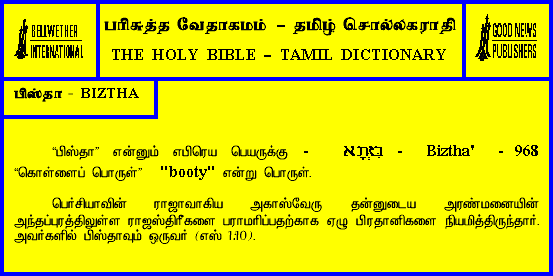 BELLWETHER
INTERNATIONAL
பரிசுத்த வேதாகமம் – தமிழ் சொல்லகராதி
THE HOLY BIBLE – TAMIL DICTIONARY
GOOD NEWS
PUBLISHERS
பிஸ்தா - BIZTHA
“பிஸ்தா” என்னும் எபிரெய பெயருக்கு - בִּזְּתָא - Biztha' - 968
“கொள்ளைப் பொருள்” "booty" என்று பொருள்.
பெர்சியாவின் ராஜாவாகிய அகாஸ்வேரு தன்னுடைய அரண்மனையின்
அந்தப்புரத்திலுள்ள ராஜஸ்திரீகளை பராமரிப்பதற்காக ஏழு பிரதானிகளை நியமித்திருந்தார்.
அவர்களில் பிஸ்தாவும் ஒருவர் (எஸ் 1:10).